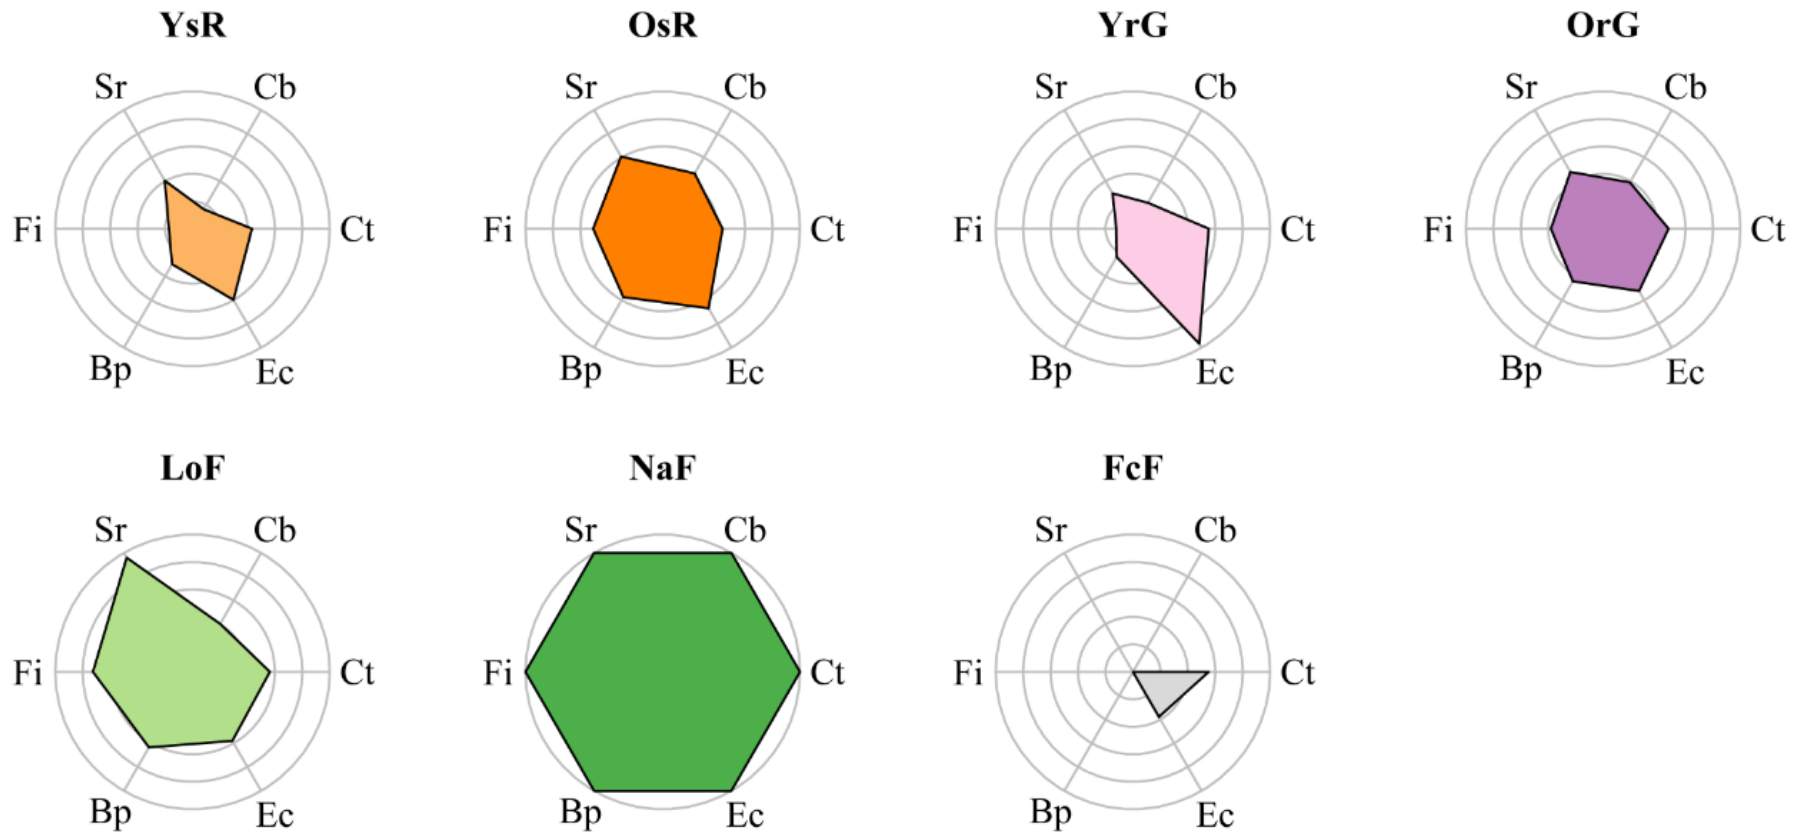 YsR OsR YrG OrG
Sr Cb Sr Cb Sr Cb Sr Cb
Fi Ct Fi Ct Fi Ct Fi Ct
Bp Ec Bp Ec Bp Ec Bp Ec
LoF NaF FcF
Sr Cb Sr Cb Sr Cb
Fi Ct Fi Ct Fi Ct
Bp Ec Bp Ec Bp Ec